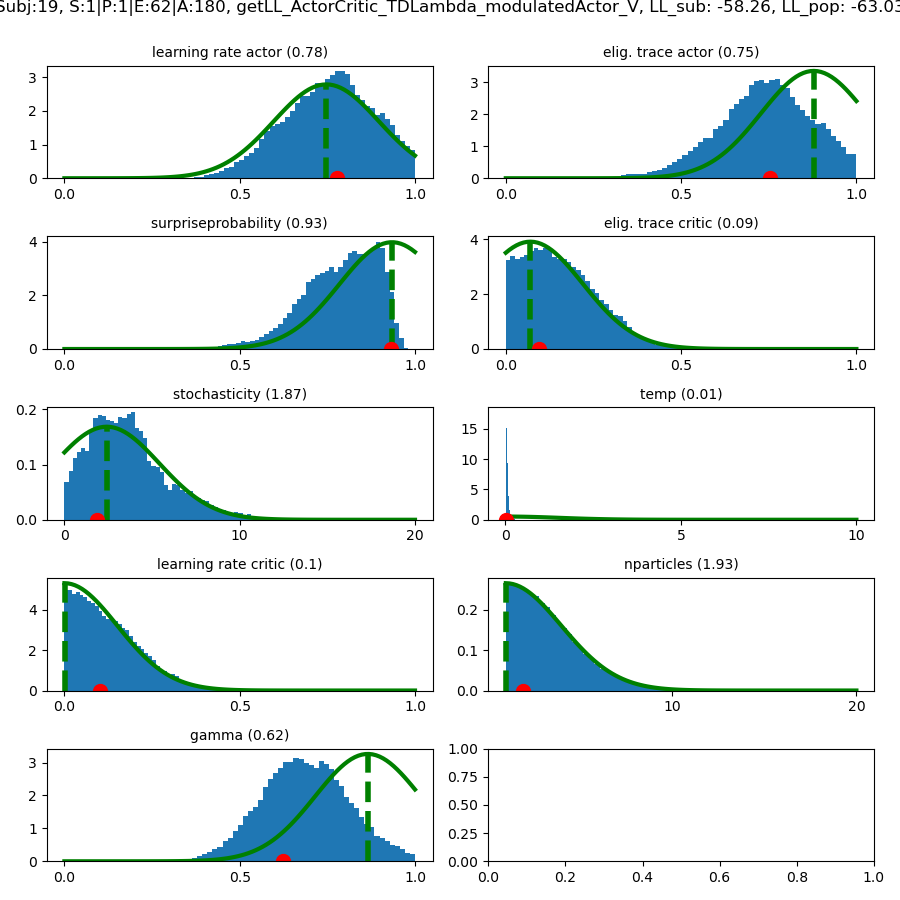 Subj:19, S:1|P:1|E:62|A:180, getLL_ActorCritic_TDLambda_modulatedActor_V, LL_sub: -58.26, LL_pop: -63.03
learning rate actor (0.78)
elig. trace actor (0.75)
3
2
1
0
0.0 0.5 1.0
3
2
1
0
0.0 0.5 1.0
surpriseprobability (0.93)
elig. trace critic (0.09)
4
2
0
0.0 0.5 1.0
4
2
0
0.0 0.5 1.0
stochasticity (1.87)
temp (0.01)
0.2
0.1
0.0
0 10 20
15
10
5
0
0 5 10
learning rate critic (0.1)
nparticles (1.93)
4
2
0
0.0 0.5 1.0
0.2
0.1
0.0
10 20
gamma (0.62)
3
2
1
0
0.0 0.5 1.0
1.00
0.75
0.50
0.25
0.00
0.0 0.2 0.4 0.6 0.8 1.0